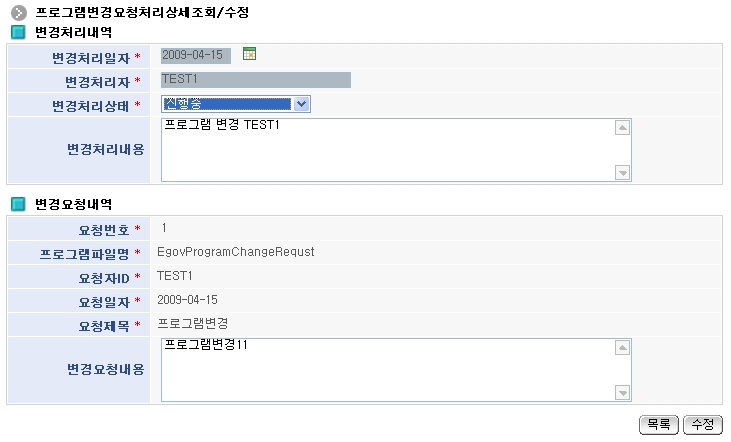 프로그램변경요청처리상세조회/수정
변경처리내역
변경처리일자 * 2009-04-15
변경처리자 * TEST1
변경처리상태 * 진행중
변경처리내용 프로그램 변경 TEST1
변경요청내역
요청번호 * 1
프로그램파일명 * EgovProgramChangeRequst
요청자ID * TEST1
요청일자 * 2009-04-15
요청제목 * 프로그램변경
변경요청내용 프로그램변경11
목록 수정